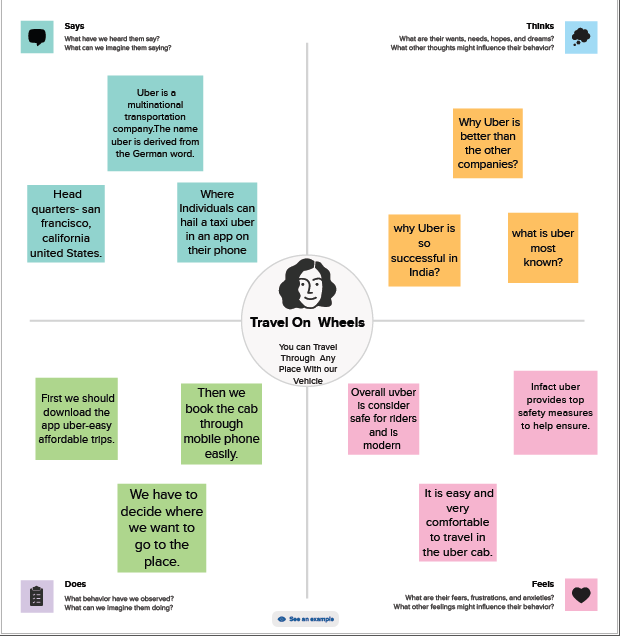 Says
What have we heard them say?
What can we imagine them saying?
Thinks
What are their wants, needs, hopes, and dreams?
What other thoughts might influence their behavior?
Uber is a
multinational
transportation
company.The name
uber is derived from
the German word.
Head
quarters- san
francisco,
california
united States.
Where
Individuals can
hail a taxi uber
in an app on
their phone
Why Uber is
better than
the other
companies?
why Uber is
so
successful in
India?
what is uber
most
known?
Travel On Wheels
You can Travel
Through Any
Place With our
Vehicle
First we should
download the
app uber-easy
affordable trips.
Then we
book the cab
through
mobile phone
easily.
We have to
decide where
we want to
go to the
place.
Overall uvber
is consider
safe for riders
and is
modern
Infact uber
provides top
safety measures
to help ensure.
It is easy and
very
comfortable
to travel in
the uber cab.
Does
What behavior have we observed?
What can we imagine them doing?
Feels
What are their fears, frustrations, and anxieties?
What other feelings might influence their behavior?
See an example